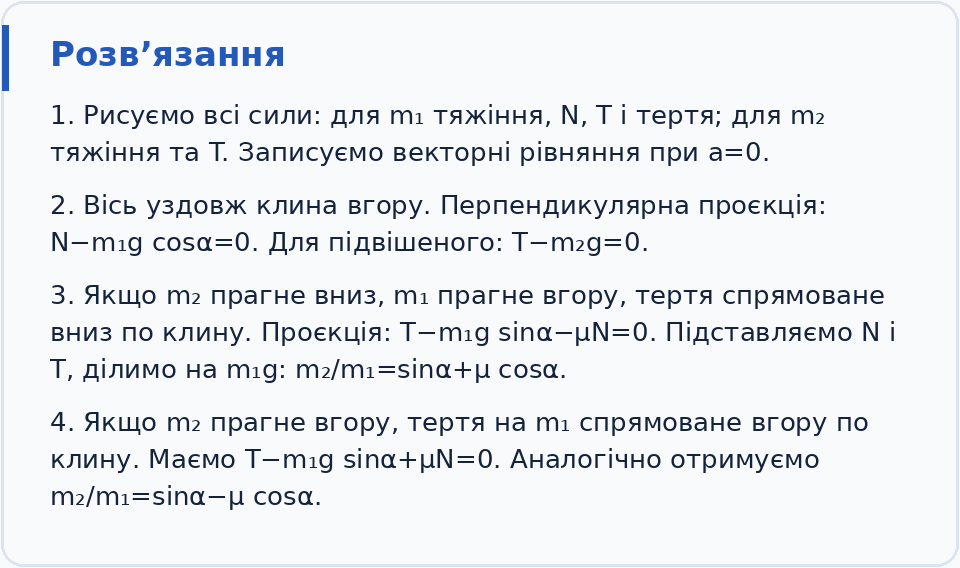 Розв’язання
1. Рисуємо всі сили: для m₁ тяжіння, N, T і тертя; для m₂
тяжіння та T. Записуємо векторні рівняння при a=0.
2. Вісь уздовж клина вгору. Перпендикулярна проєкція:
N−m₁g cosα=0. Для підвішеного: T−m₂g=0.
3. Якщо m₂ прагне вниз, m₁ прагне вгору, тертя спрямоване
вниз по клину. Проєкція: T−m₁g sinα−μN=0. Підставляємо N і
T, ділимо на m₁g: m₂/m₁=sinα+μ cosα.
4. Якщо m₂ прагне вгору, тертя на m₁ спрямоване вгору по
клину. Маємо T−m₁g sinα+μN=0. Аналогічно отримуємо
m₂/m₁=sinα−μ cosα.